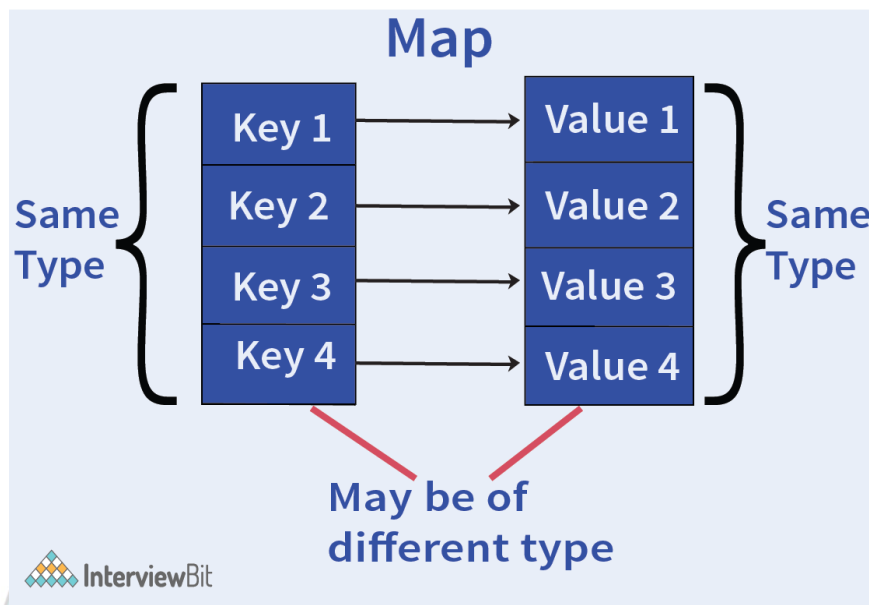 Map
Same
Type
Key 1
Value 1
Key 2
Value 2
Key 3
Value 3
Key 4
Value 4
Same
Type
May be of
different type
InterviewBit